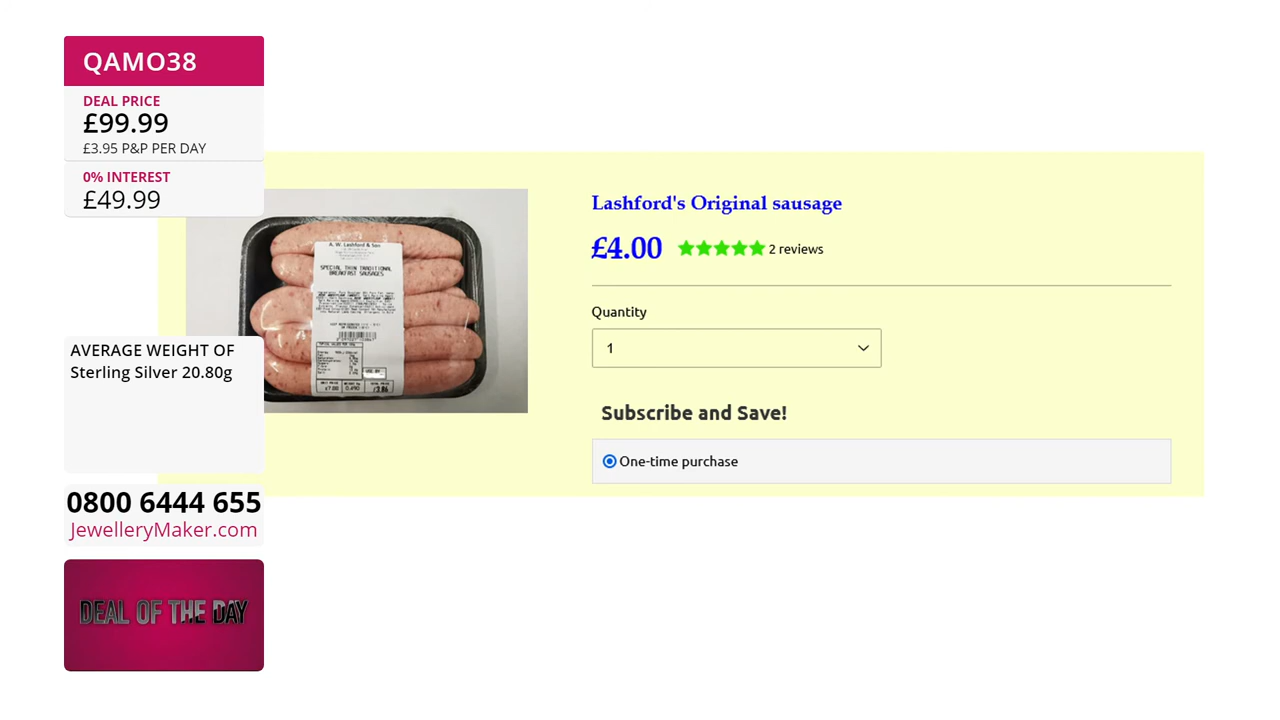 QAMO38
DEAL PRICE
£99.99
£3.95 P&P PER DAY
0% INTEREST
£49.99
AVERAGE WEIGHT OF
Sterling Silver 20.80g
0800 6444 655
JewelleryMaker.com
DEAL OF THE DAY
A. W. Lashford & Son
SPECIAL THIN TRADITIONAL
BREAKFAST SAUSAGES
Lashford's Original sausage
£4.00
2 reviews
Quantity
1
Subscribe and Save!
One-time purchase